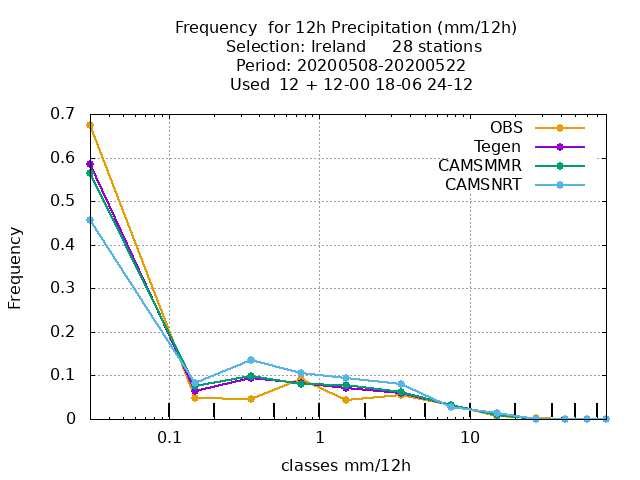 Frequency  for 12h Precipitation (mm/12h)
Selection: Ireland     28 stations
Period: 20200508-20200522
Used  12 + 12-00 18-06 24-12
OBS
Tegen
CAMSMMR
CAMSNRT
Frequency
0.7
0.6
0.5
0.4
0.3
0.2
0.1
0
0.1 1 10
classes mm/12h